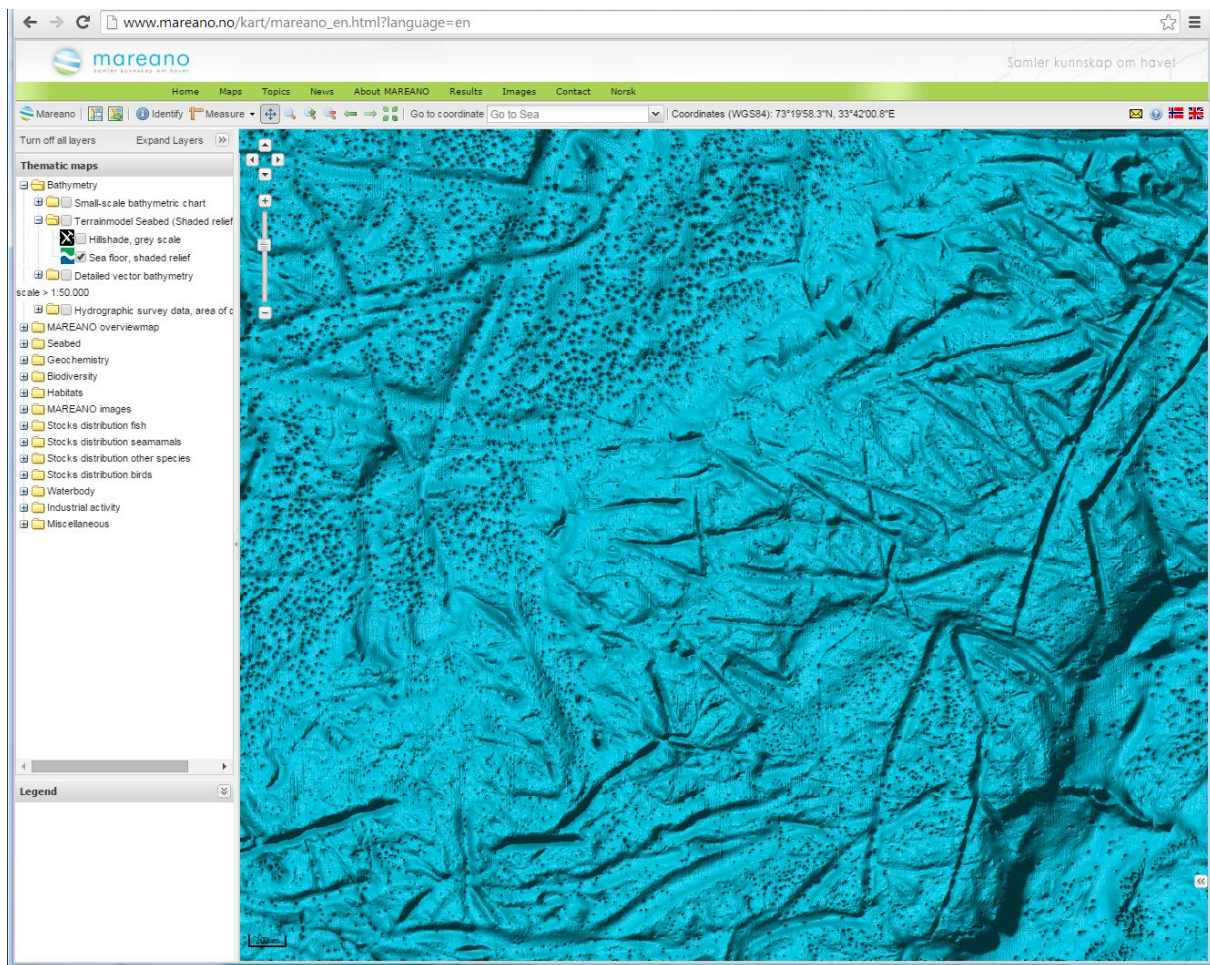 www.mareano.no/kart/mareano_en.html?language=en
mareano
samler kunnskap om havet
Samler kunnskap om havet
Home Maps Topics News About MAREANO Results Images Contact Norsk
Mareano Identify Measure Go to coordinate Go to Sea Coordinates (WGS84): 73°19'58.3"N, 33°42'00.8"E
Turn off all layers Expand Layers
Thematic maps
Bathymetry
Small-scale bathymetric chart
Terrainmodel Seabed (Shaded relief
Hillshade, grey scale
Sea floor, shaded relief
Detailed vector bathymetry
scale > 1:50.000
Hydrographic survey data, area of c
MAREANO overviewmap
Seabed
Geochemistry
Biodiversity
Habitats
MAREANO images
Stocks distribution fish
Stocks distribution seamamals
Stocks distribution other species
Stocks distribution birds
Waterbody
Industrial activity
Miscellaneous
Legend